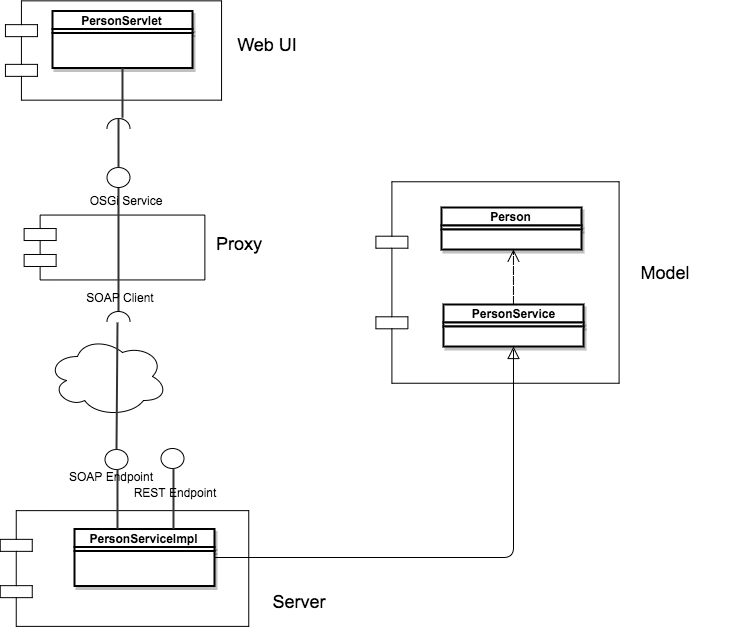 PersonServlet
Web UI
OSGi Service
Proxy
SOAP Client
Person
Model
PersonService
SOAP Endpoint
REST Endpoint
PersonServiceImpl
Server